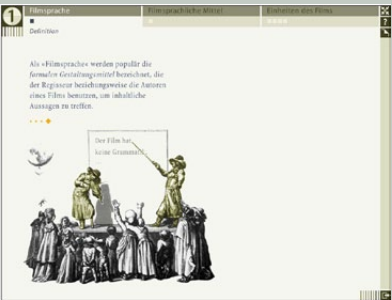 1
Filmsprache
Filmsprachliche Mittel
Einheiten des Films
?
Definition
Als «Filmsprache» werden populär die
formalen Gestaltungsmittel bezeichnet, die
der Regisseur beziehungsweise die Autoren
eines Films benutzen, um inhaltliche
Aussagen zu treffen.
Der Film hat
keine Grammatik.